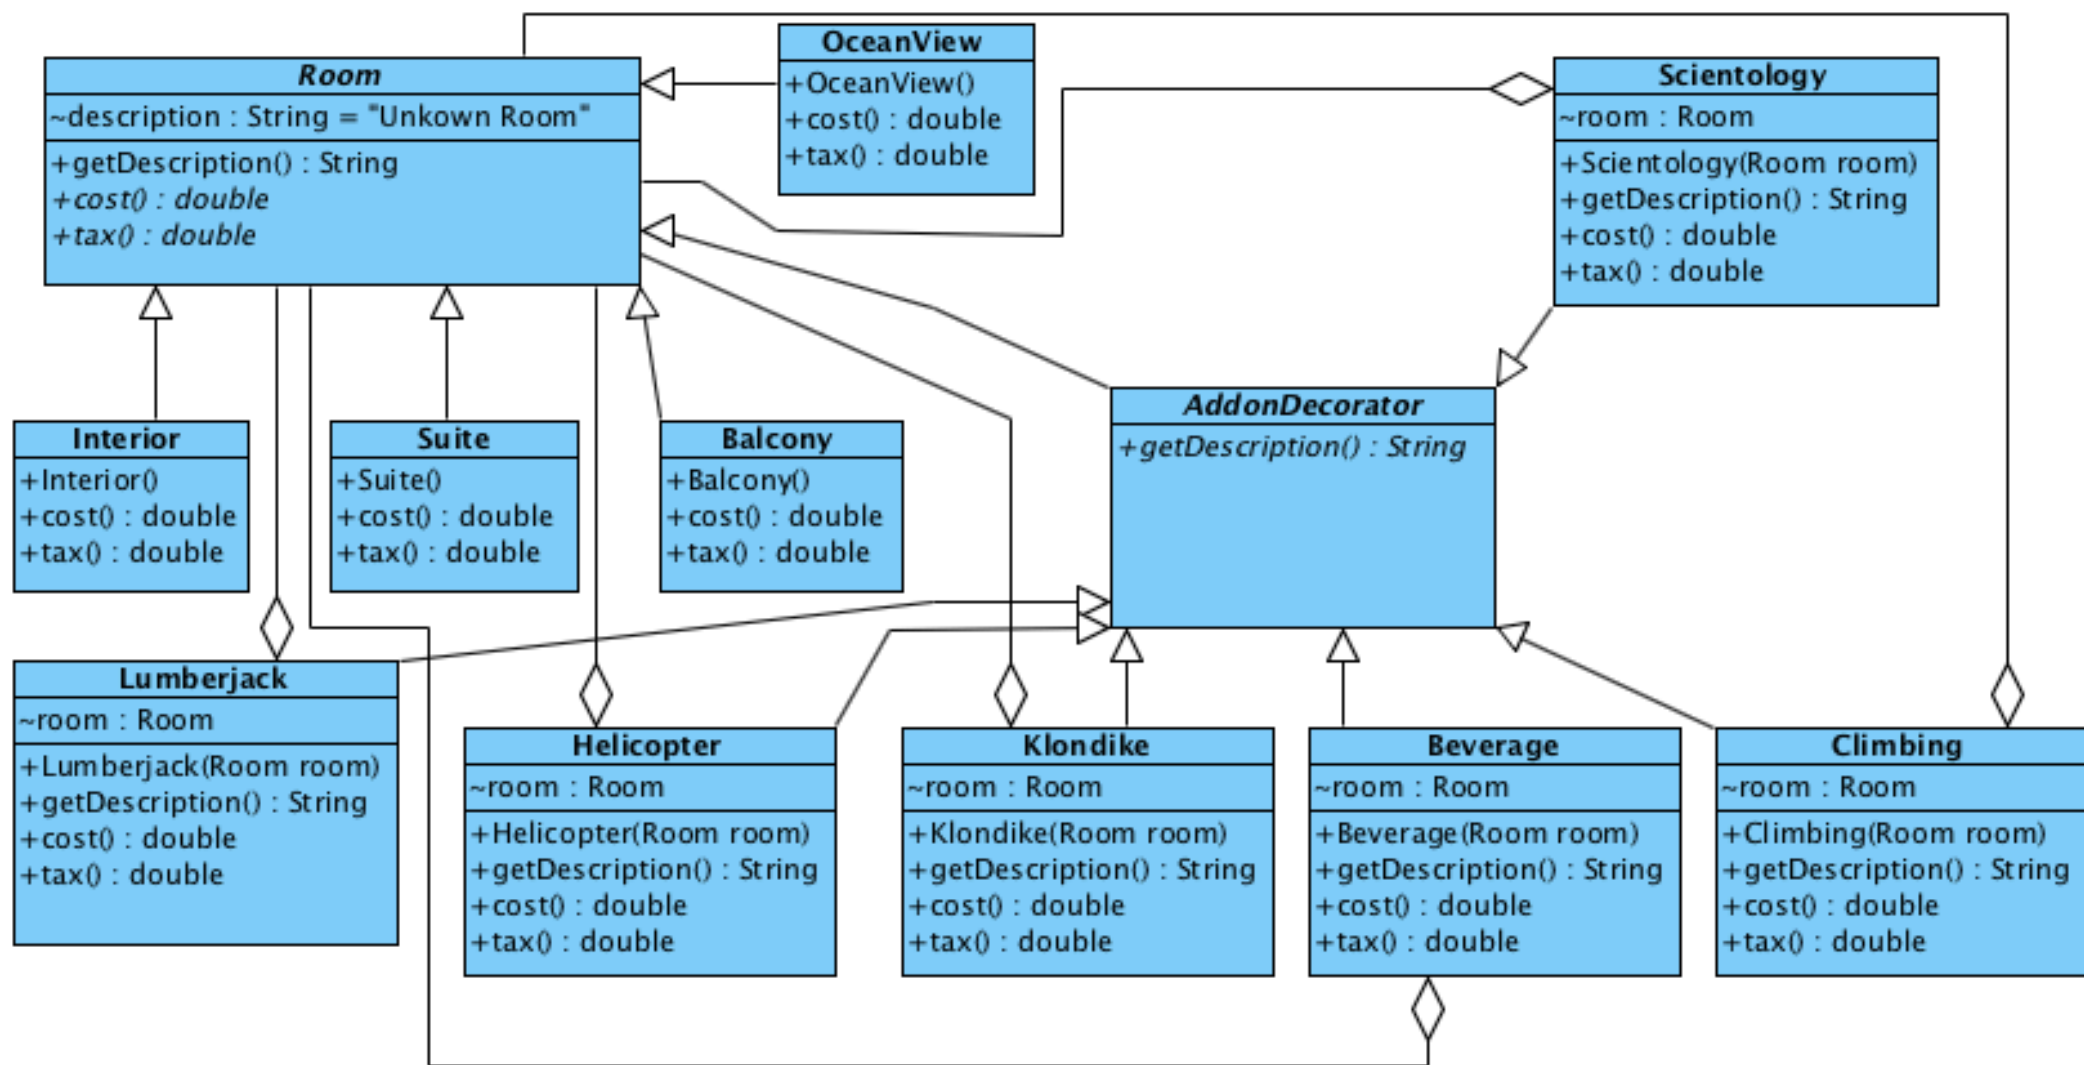 Room
~description : String = "Unkown Room"
+getDescription() : String
+cost() : double
+tax() : double
OceanView
+OceanView()
+cost() : double
+tax() : double
Scientology
~room : Room
+Scientology(Room room)
+getDescription() : String
+cost() : double
+tax() : double
Interior
+Interior()
+cost() : double
+tax() : double
Suite
+Suite()
+cost() : double
+tax() : double
Balcony
+Balcony()
+cost() : double
+tax() : double
AddonDecorator
+getDescription() : String
Lumberjack
~room : Room
+Lumberjack(Room room)
+getDescription() : String
+cost() : double
+tax() : double
Helicopter
~room : Room
+Helicopter(Room room)
+getDescription() : String
+cost() : double
+tax() : double
Klondike
~room : Room
+Klondike(Room room)
+getDescription() : String
+cost() : double
+tax() : double
Beverage
~room : Room
+Beverage(Room room)
+getDescription() : String
+cost() : double
+tax() : double
Climbing
~room : Room
+Climbing(Room room)
+getDescription() : String
+cost() : double
+tax() : double